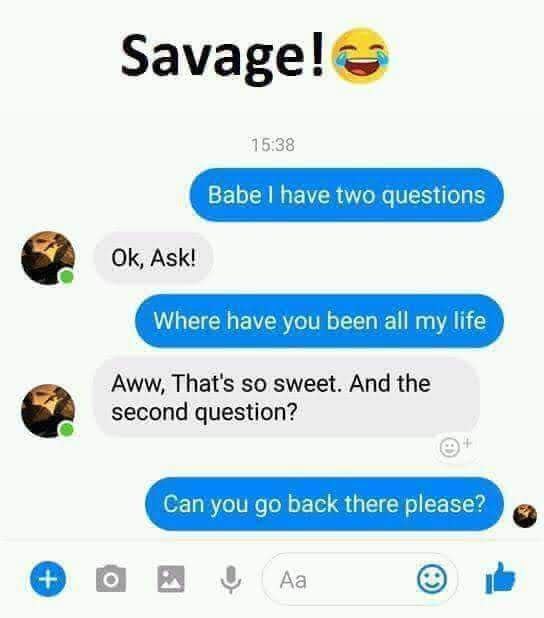 Savage!😂
15:38
Babe I have two questions
Ok, Ask!
Where have you been all my life
Aww, That's so sweet. And the
second question?
Can you go back there please?
Aa